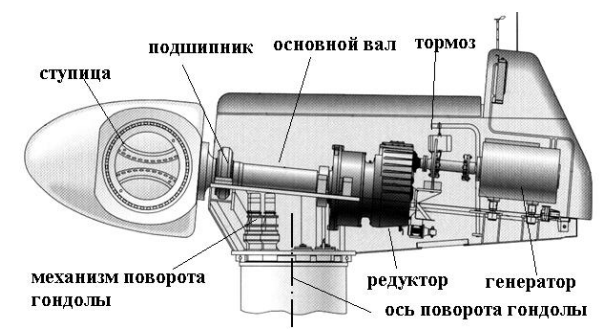 подшипник
основной вал
тормоз
ступица
механизм поворота
гондолы
редуктор
генератор
ось поворота гондолы